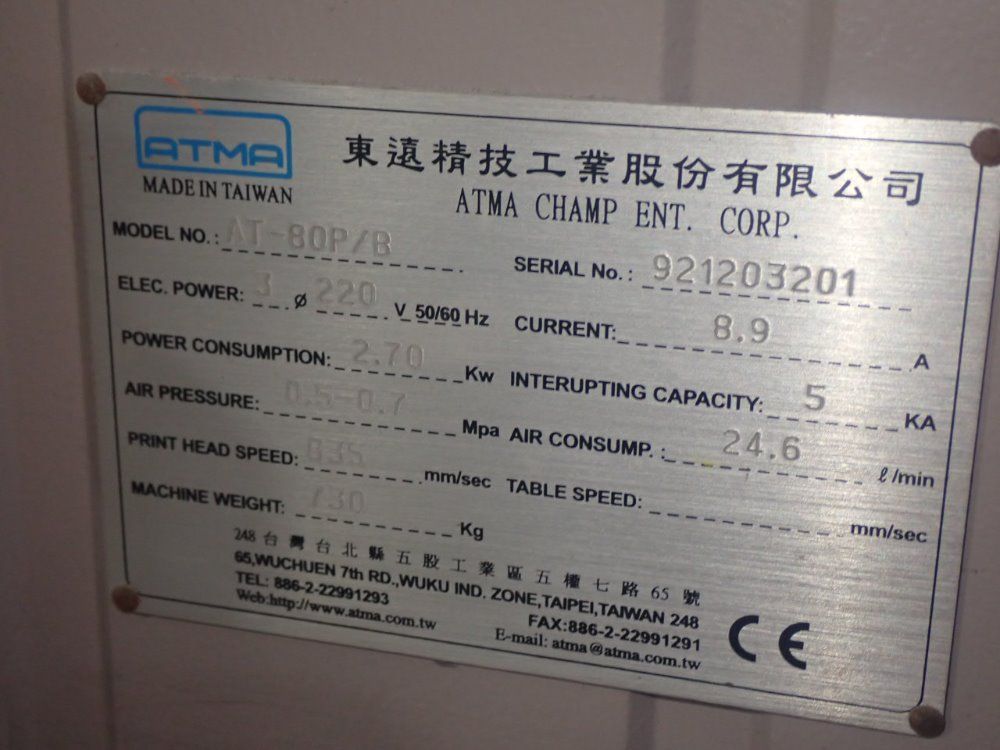 ATMA
MADE IN TAIWAN
東遠精技工業股份有限公司
ATMA CHAMP ENT. CORP.
MODEL NO.: AT-80P/B
SERIAL No.: 921203201
ELEC. POWER: 3 ø 220 V 50/60 Hz
CURRENT: 8.9 A
POWER CONSUMPTION: 2.70 Kw
INTERUPTING CAPACITY: 5 KA
AIR PRESSURE: 0.5-0.7 Mpa
AIR CONSUMP. : 24.6 ℓ/min
PRINT HEAD SPEED: mm/sec
TABLE SPEED: mm/sec
MACHINE WEIGHT: 730 Kg
248 台灣台北縣五股工業區五權七路 65 號
65,WUCHUEN 7th RD.,WUKU IND. ZONE,TAIPEI,TAIWAN 248
TEL: 886-2-22991293 FAX:886-2-22991291
Web:http://www.atma.com.tw E-mail: atma@atma.com.tw
CE